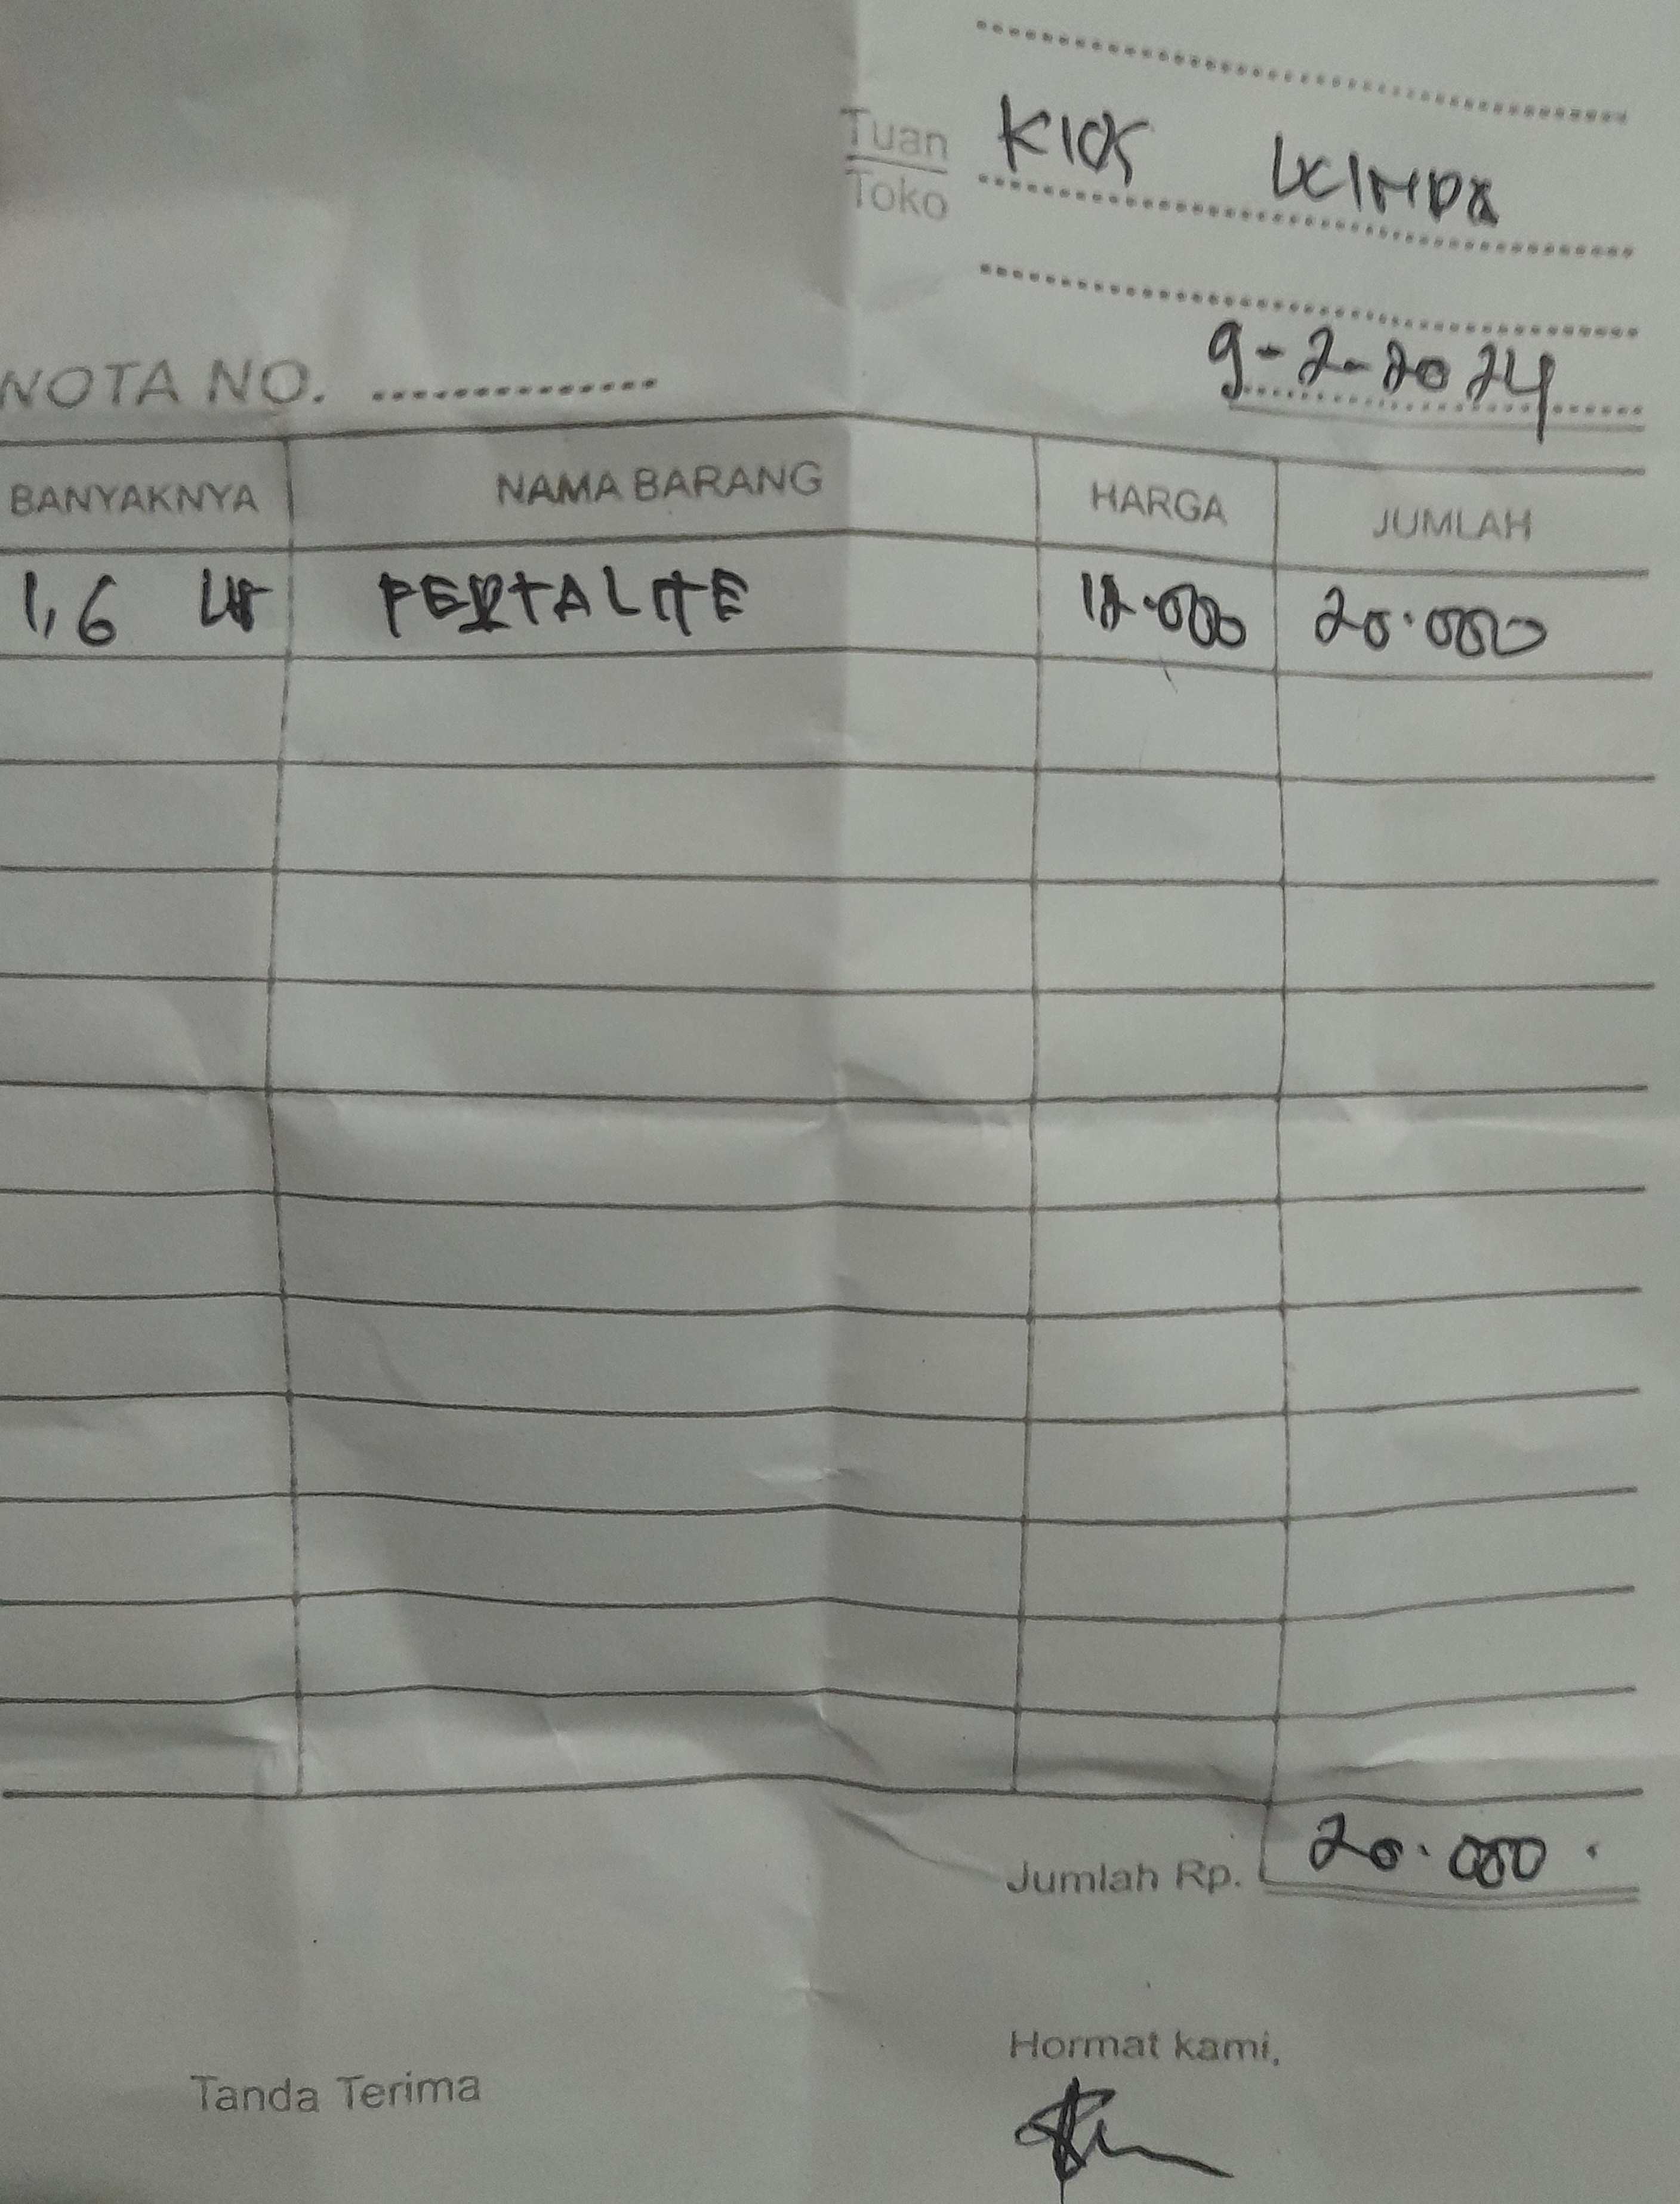 Tuan
Toko
KIOS
9-2-2024
NOTA NO. ..............
BANYAKNYA NAMA BARANG HARGA JUMLAH
1,6 Ltr PERTALITE 12.000 20.000
Jumlah Rp. 20.000
Hormat kami,
Tanda Terima